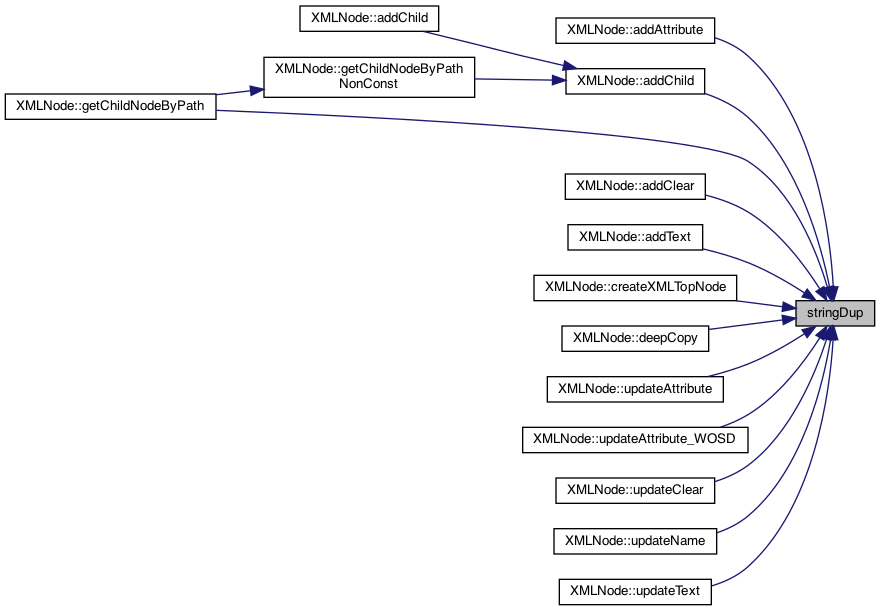 XMLNode::addChild
XMLNode::addAttribute
XMLNode::getChildNodeByPath
NonConst
XMLNode::addChild
XMLNode::getChildNodeByPath
XMLNode::addClear
XMLNode::addText
XMLNode::createXMLTopNode
stringDup
XMLNode::deepCopy
XMLNode::updateAttribute
XMLNode::updateAttribute_WOSD
XMLNode::updateClear
XMLNode::updateName
XMLNode::updateText